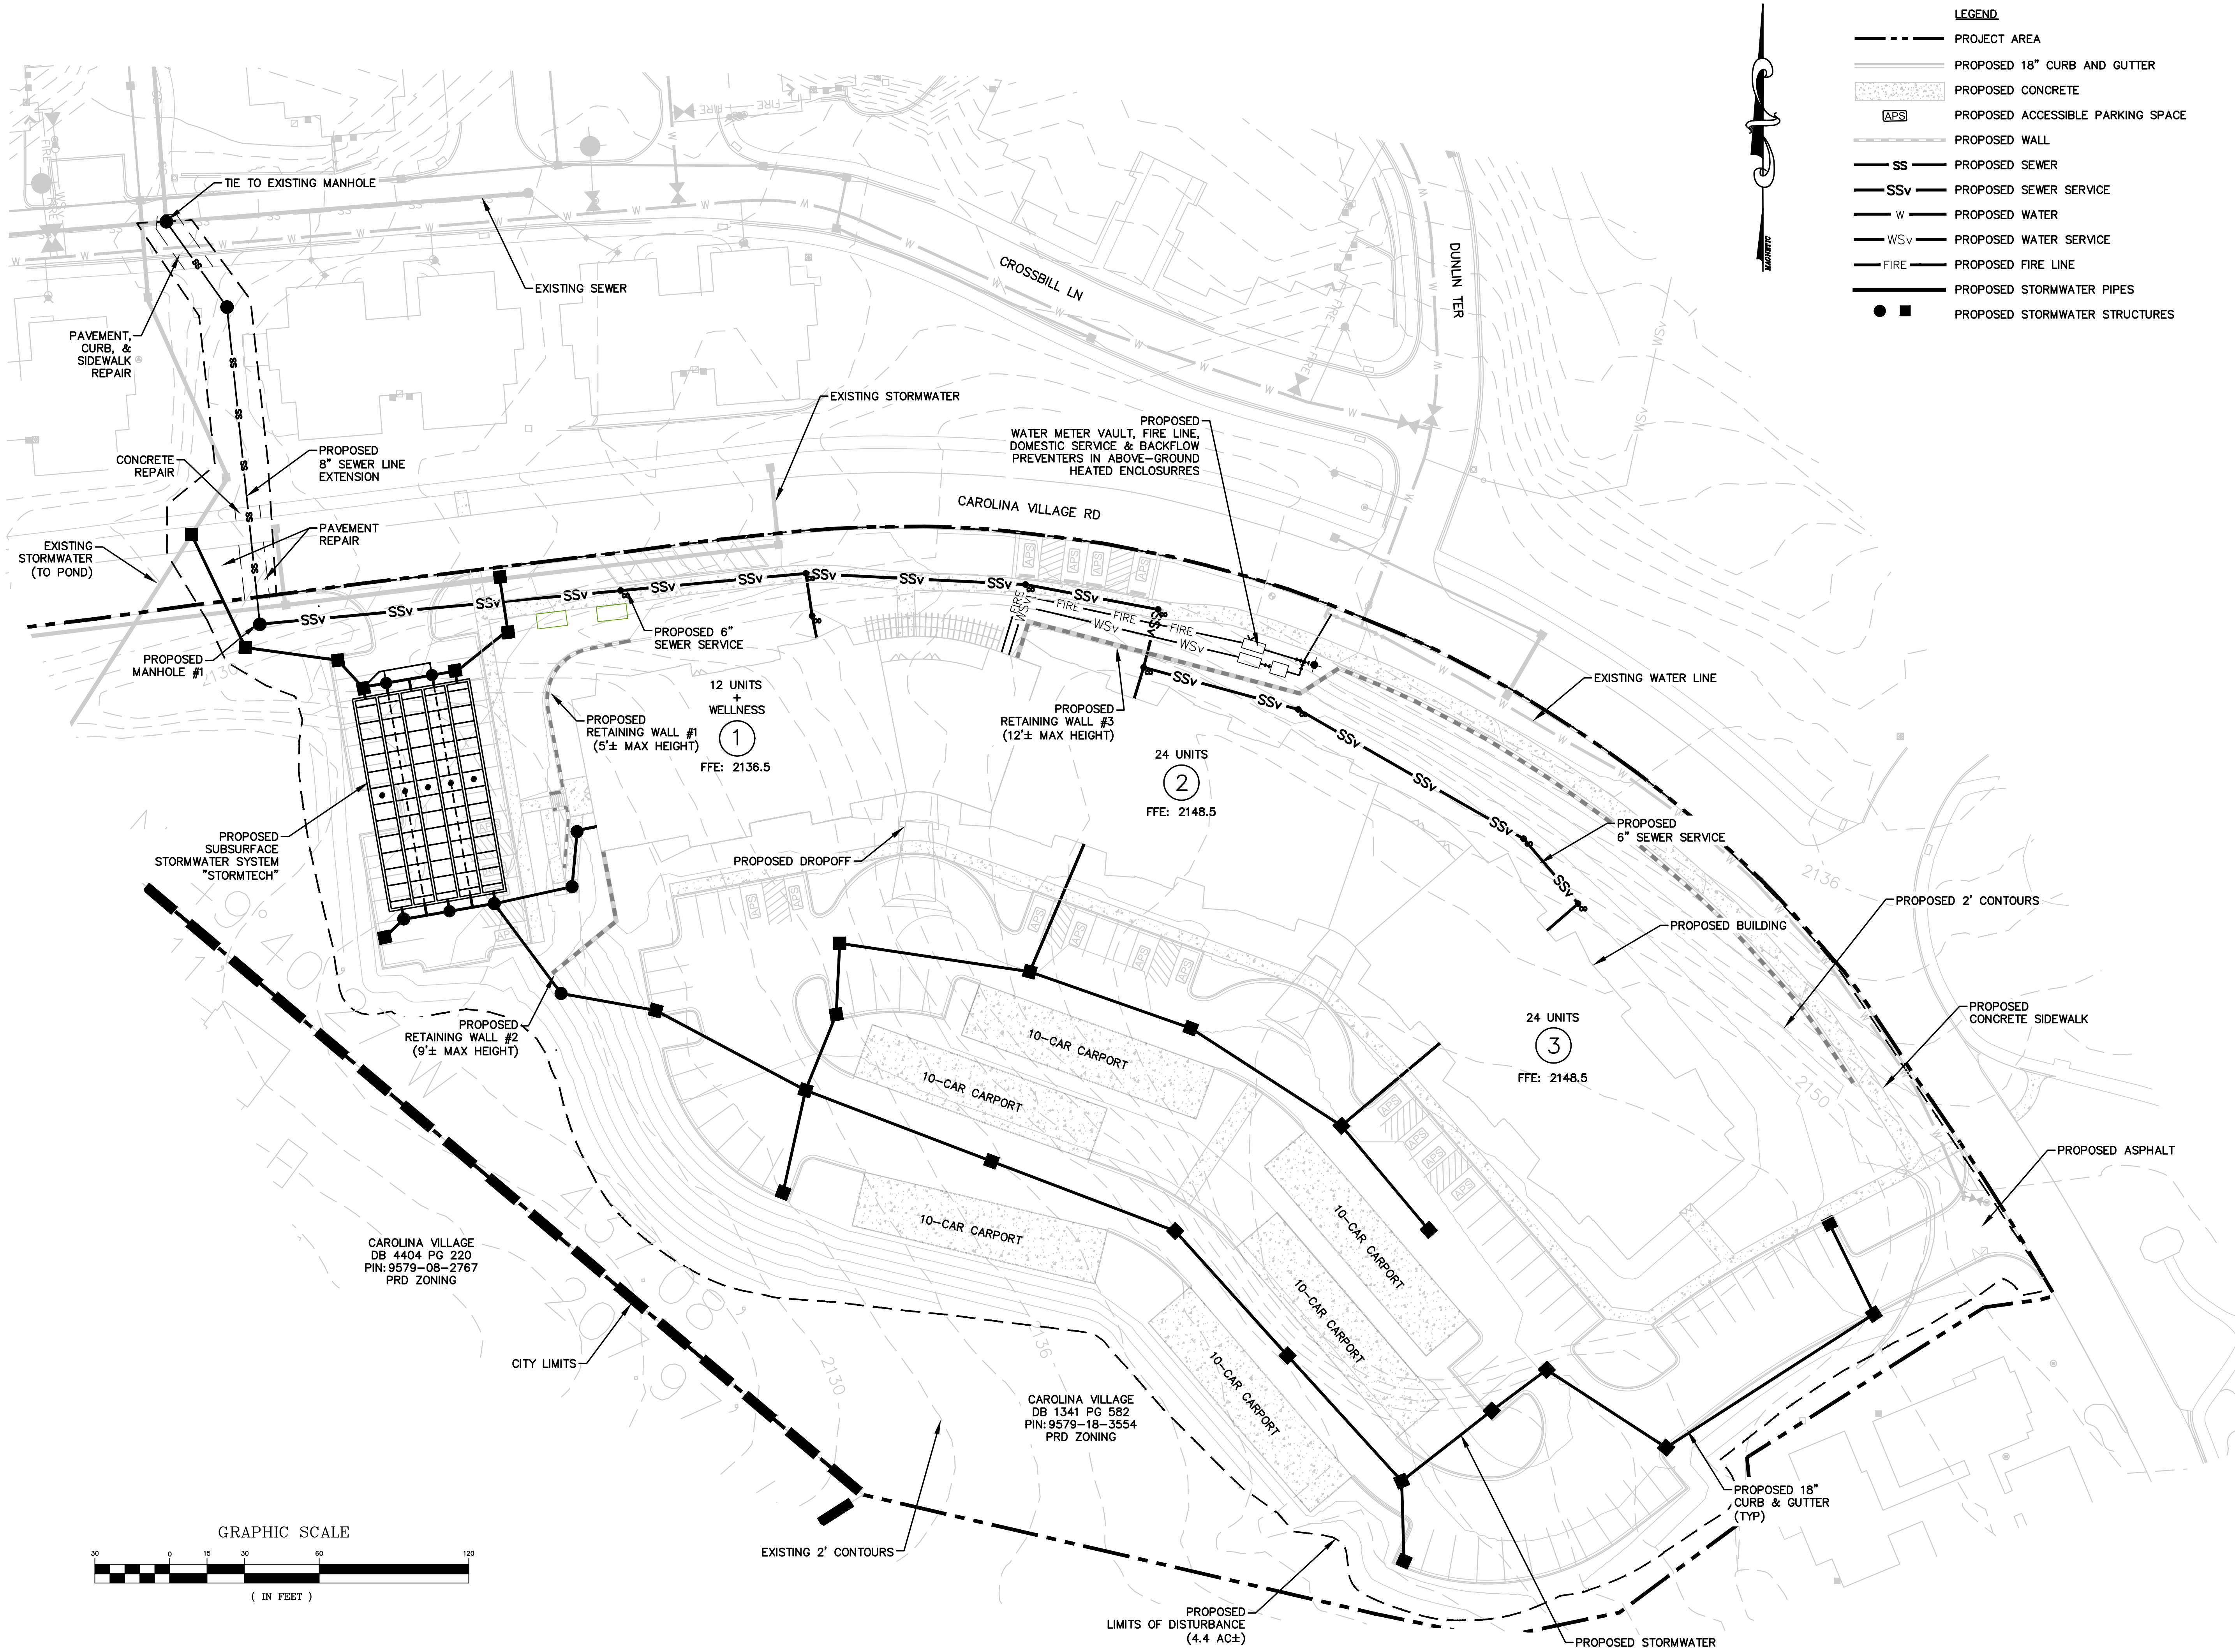 LEGEND
PROJECT AREA
PROPOSED 18" CURB AND GUTTER
PROPOSED CONCRETE
APS PROPOSED ACCESSIBLE PARKING SPACE
PROPOSED WALL
SS PROPOSED SEWER
SSv PROPOSED SEWER SERVICE
W PROPOSED WATER
WSv PROPOSED WATER SERVICE
FIRE PROPOSED FIRE LINE
PROPOSED STORMWATER PIPES
PROPOSED STORMWATER STRUCTURES
MAGNETIC
TIE TO EXISTING MANHOLE
EXISTING SEWER
PAVEMENT,
CURB, &
SIDEWALK
REPAIR
CROSSBILL LN
DUNLIN TER
EXISTING STORMWATER
PROPOSED
WATER METER VAULT, FIRE LINE,
DOMESTIC SERVICE & BACKFLOW
PREVENTERS IN ABOVE-GROUND
HEATED ENCLOSURRES
CONCRETE
REPAIR
PROPOSED
8" SEWER LINE
EXTENSION
CAROLINA VILLAGE RD
PAVEMENT
REPAIR
EXISTING
STORMWATER
(TO POND)
PROPOSED
MANHOLE #1
PROPOSED 6"
SEWER SERVICE
12 UNITS
+
WELLNESS
1
FFE: 2136.5
PROPOSED
RETAINING WALL #1
(5'± MAX HEIGHT)
PROPOSED
RETAINING WALL #3
(12'± MAX HEIGHT)
EXISTING WATER LINE
24 UNITS
2
FFE: 2148.5
PROPOSED
6" SEWER SERVICE
PROPOSED
SUBSURFACE
STORMWATER SYSTEM
"STORMTECH"
PROPOSED DROPOFF
2136
PROPOSED 2' CONTOURS
PROPOSED BUILDING
PROPOSED
CONCRETE SIDEWALK
PROPOSED
RETAINING WALL #2
(9'± MAX HEIGHT)
24 UNITS
3
FFE: 2148.5
2150
10-CAR CARPORT
10-CAR CARPORT
10-CAR CARPORT
10-CAR CARPORT
10-CAR CARPORT
10-CAR CARPORT
PROPOSED ASPHALT
CAROLINA VILLAGE
DB 4404 PG 220
PIN: 9579-08-2767
PRD ZONING
CITY LIMITS
2130
2136
CAROLINA VILLAGE
DB 1341 PG 582
PIN: 9579-18-3554
PRD ZONING
PROPOSED 18"
CURB & GUTTER
(TYP)
EXISTING 2' CONTOURS
PROPOSED
LIMITS OF DISTURBANCE
(4.4 AC±)
PROPOSED STORMWATER
GRAPHIC SCALE
30 0 15 30 60 120
( IN FEET )